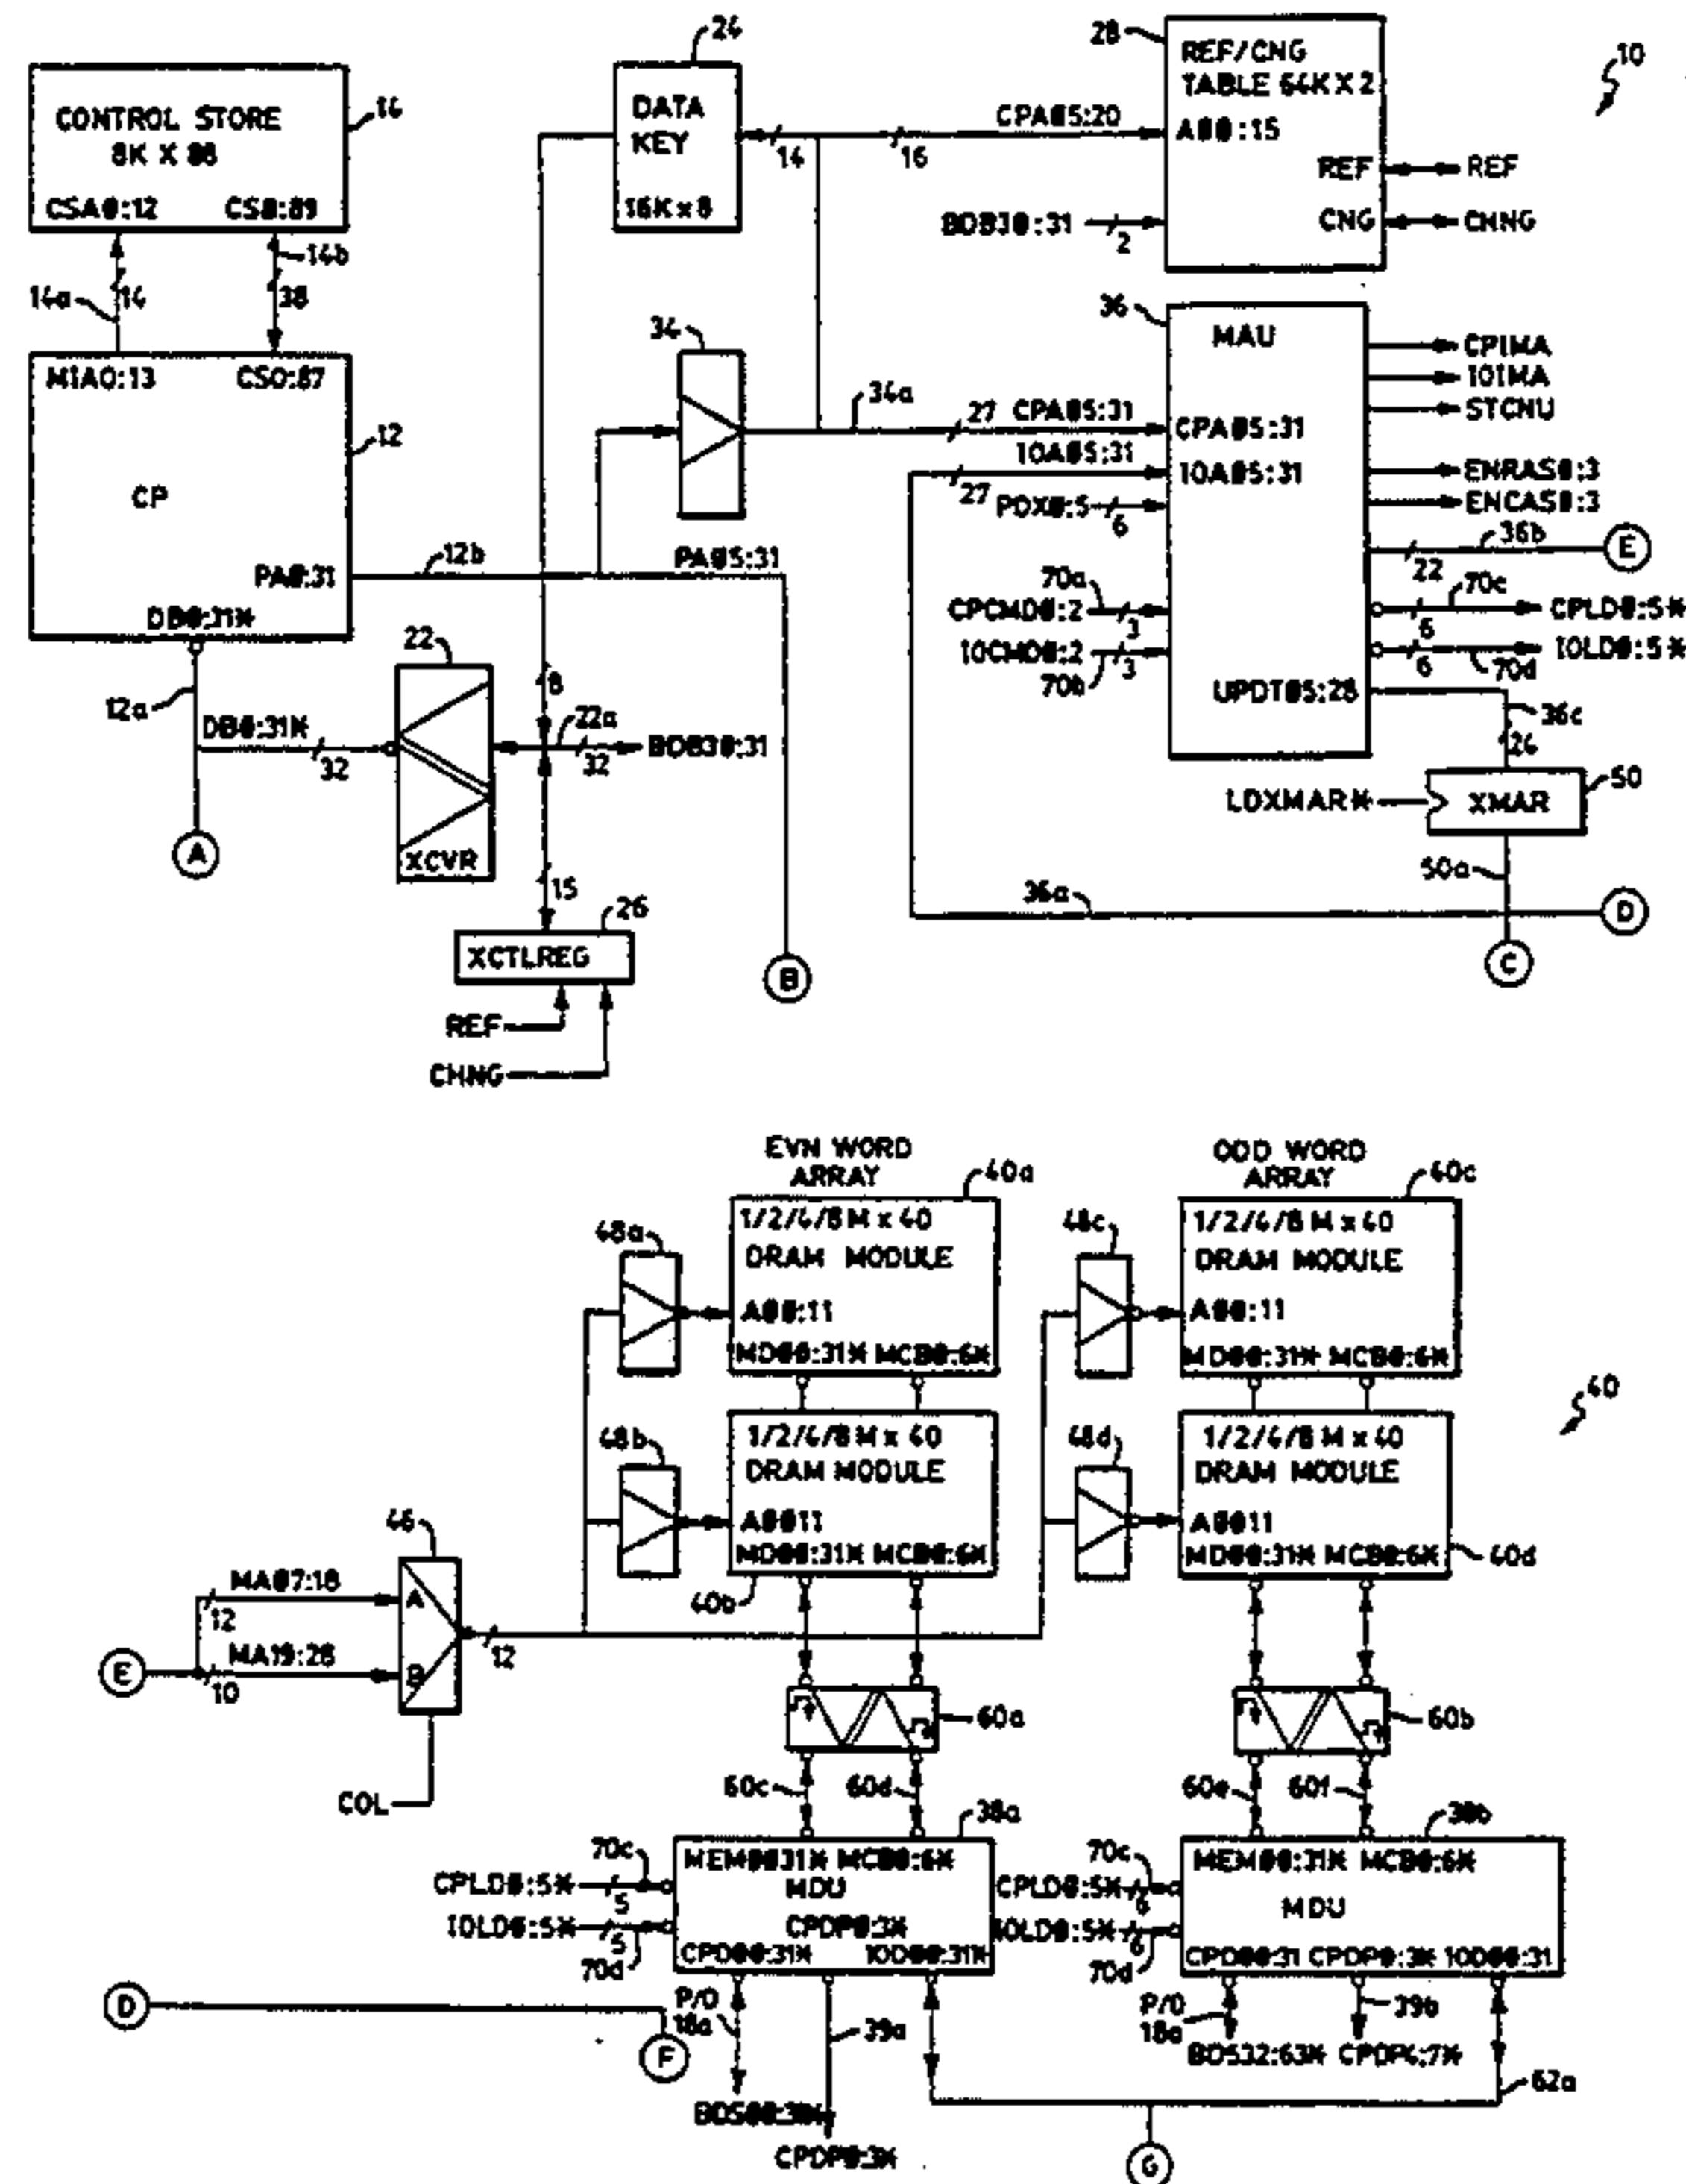 24
28
10
REF/CNG
TABLE 64K X 2
A00:15
REF
REF
CNG
CHNG
CPA05:20
14
16
BDB30:31
2
DATA
KEY
16K x 8
CONTROL STORE
8K X 88
CSA0:12
CS0:89
14
14a
14
14b
38
MIA0:13
CS0:87
12
CP
PA0:31
DB0:31*
12a
DB0:31*
32
A
22
XCVR
8
22a
32
BDB30:31
15
26
XCTLREG
REF
CHNG
12b
PA05:31
B
34
34a
27
CPA05:31
IOA05:31
27
PDX0:5
6
70a
CPCMD0:2
3
IOCMD0:2
3
70b
36
MAU
CPA05:31
IOA05:31
UPDT05:28
CPIMA
IOIMA
STCNU
ENRAS0:3
ENCAS0:3
36b
22
E
70c
6
CPLD0:5*
6
70d
IOLD0:5*
36c
24
LDXMAR*
XMAR
50
50a
36a
D
C
EVN WORD
ARRAY
40a
1/2/4/8 M x 40
DRAM MODULE
A00:11
MD00:31* MCB0:6*
48a
ODD WORD
ARRAY
40c
1/2/4/8 M x 40
DRAM MODULE
A00:11
MD00:31* MCB0:6*
48c
40
48b
1/2/4/8 M x 40
DRAM MODULE
A0011
MD00:31* MCB0:6*
40b
48d
1/2/4/8 M x 40
DRAM MODULE
A0011
MD00:31* MCB0:6*
40d
46
MA07:18
12
A
12
E
MA19:28
10
B
COL
60a
60b
60c
60d
60e
60f
38a
MEM0031* MCB0:6*
MDU
CPDP0:3*
CPD00:31*
IOD00:31*
70c
CPLD0:5*
5
IOLD0:5*
5
70d
38b
MEM00:31* MCB0:6*
MDU
CPD00:31 CPDP0:3* IOD00:31
70c
CPLD0:5*
6
IOLD0:5*
6
70d
D
F
P/O
18a
39a
CPDP0:3*
P/O
18a
39b
BDS32:63* CPDP4:7*
62a
G